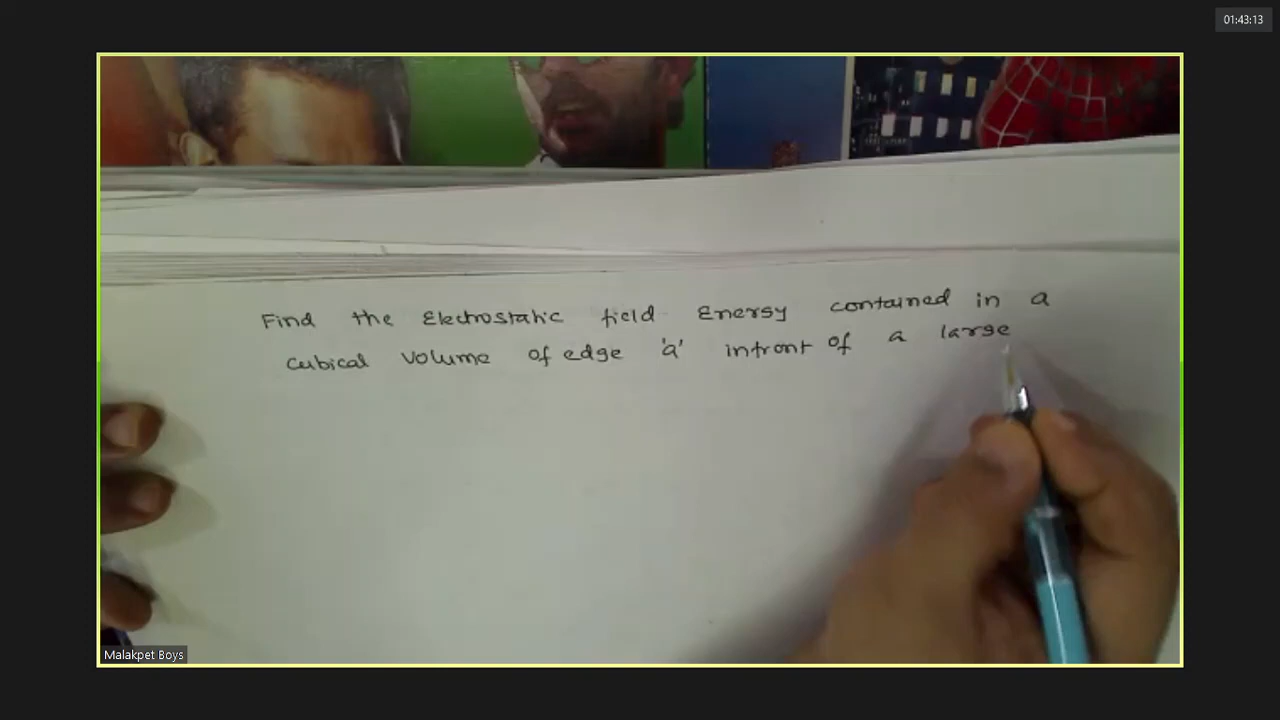 01:43:13
Find the Electrostatic field Energy contained in a
cubical volume of edge 'a' infront of a large
Malakpet Boys